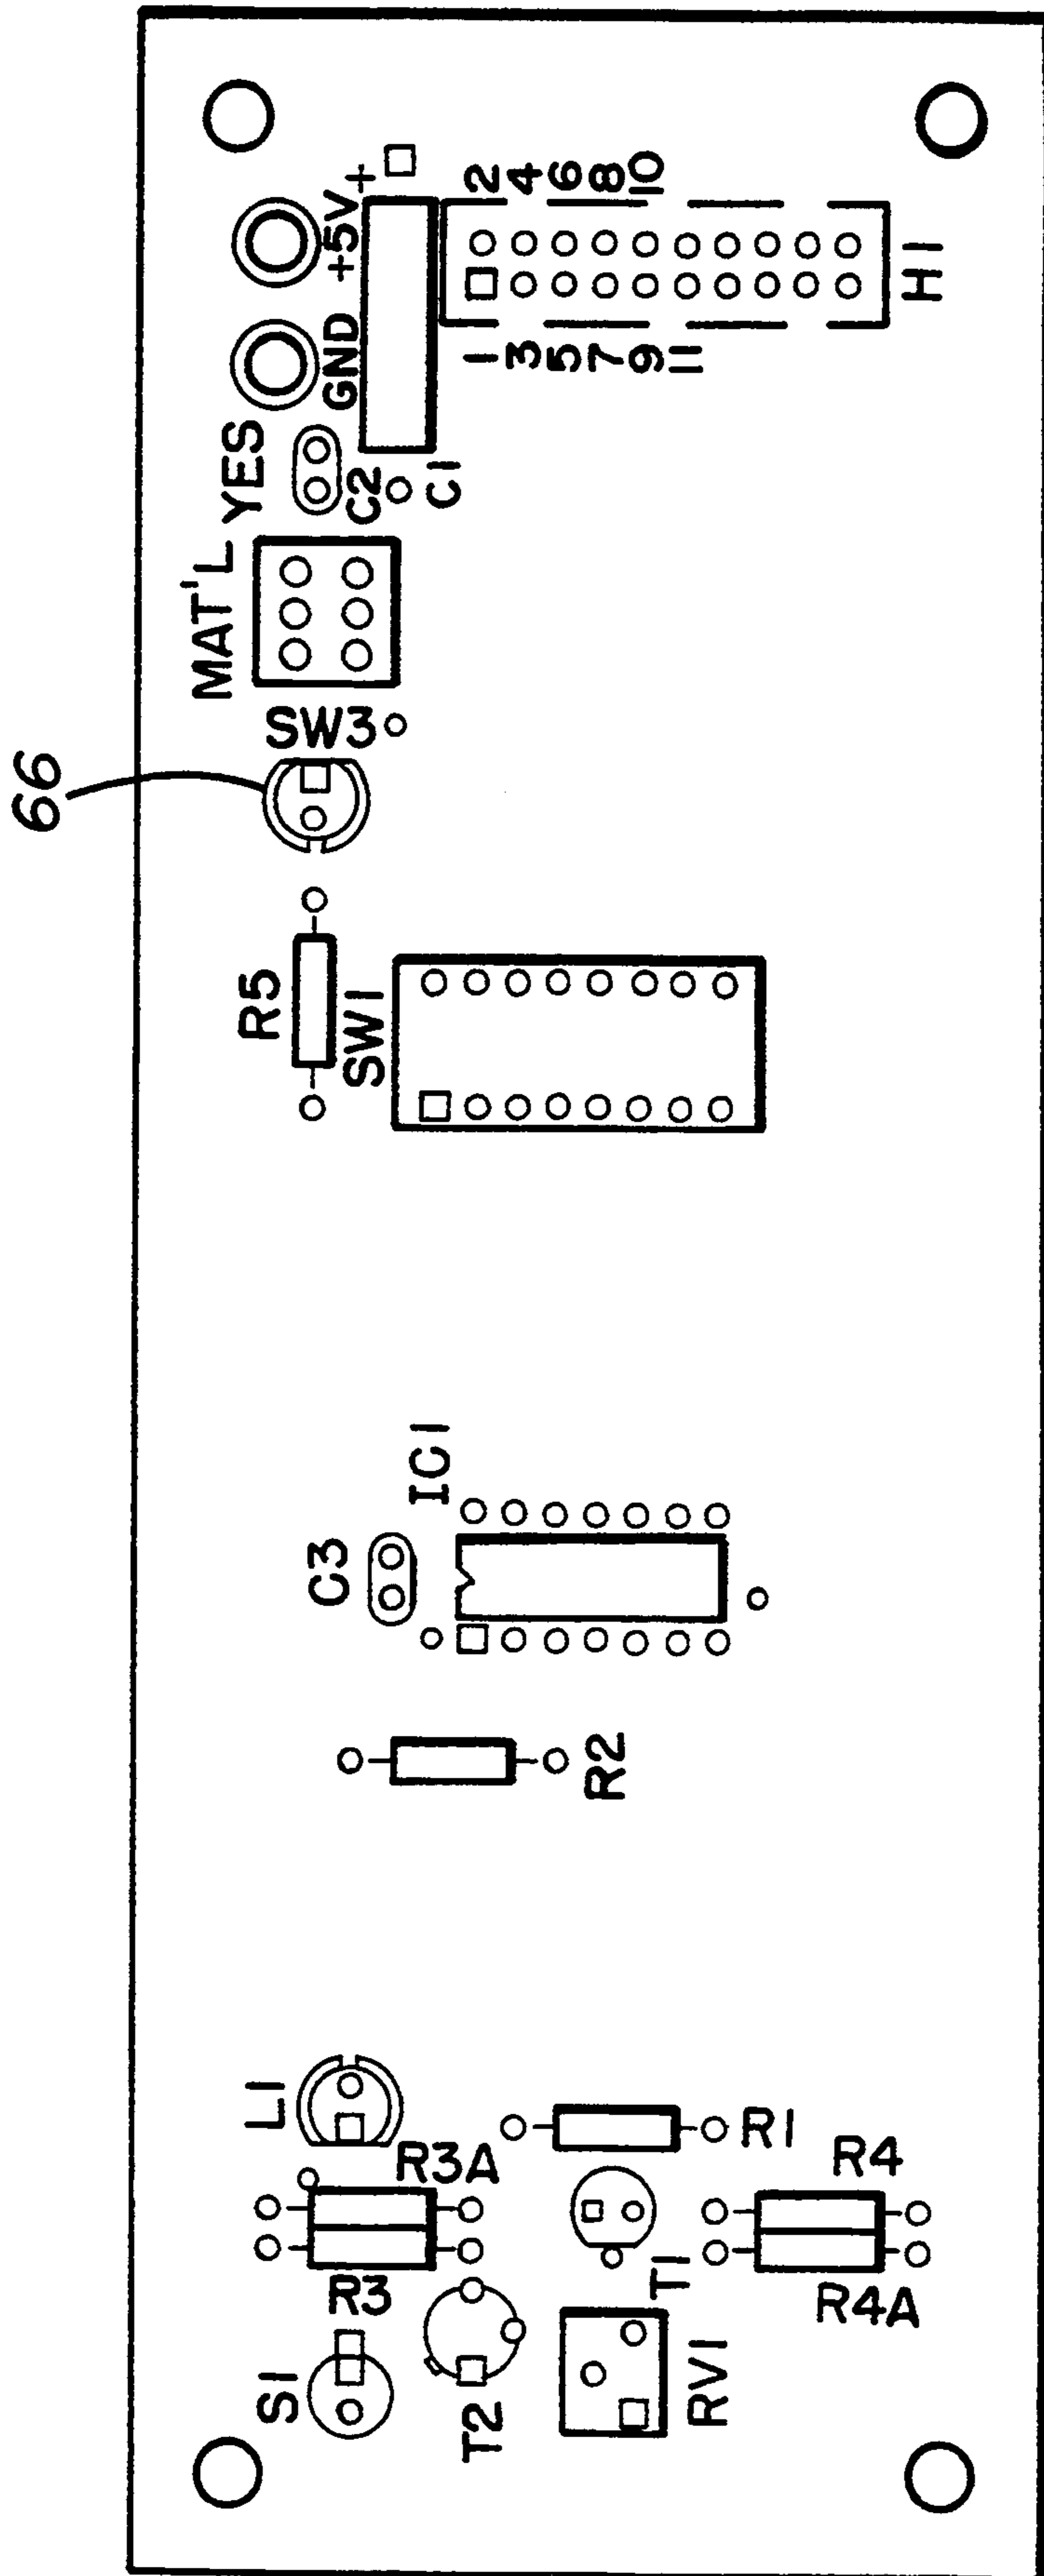 66
MAT'L YES
+5V
+
GND
C2
C1
2
4
6
8
10
1
3
5
7
9
11
H1
SW3
R5
SW1
IC1
C3
R2
L1
R3A
R3
S1
T2
R1
T1
R4
R4A
RV1